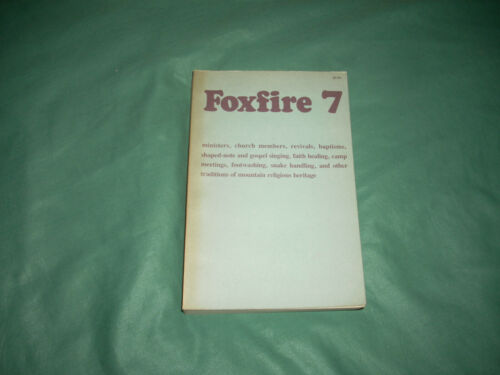 Foxfire 7
ministers, church members, revivals, baptisms,
shaped-note and gospel singing, faith healing, camp
meetings, footwashing, snake handling, and other
traditions of mountain religious heritage